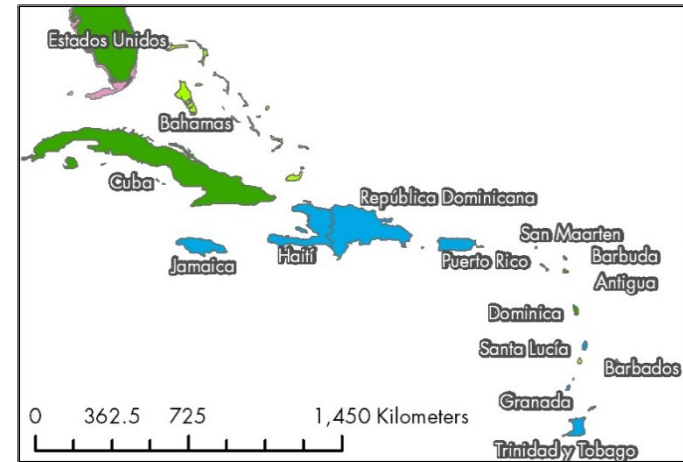 Estados Unidos
Bahamas
Cuba
República Dominicana
San Maarten
Jamaica
Haití
Puerto Rico
Barbuda
Antigua
Domínica
Santa Lucía
Barbados
Granada
0 362.5 725 1,450 Kilometers
Trinidad y Tobago